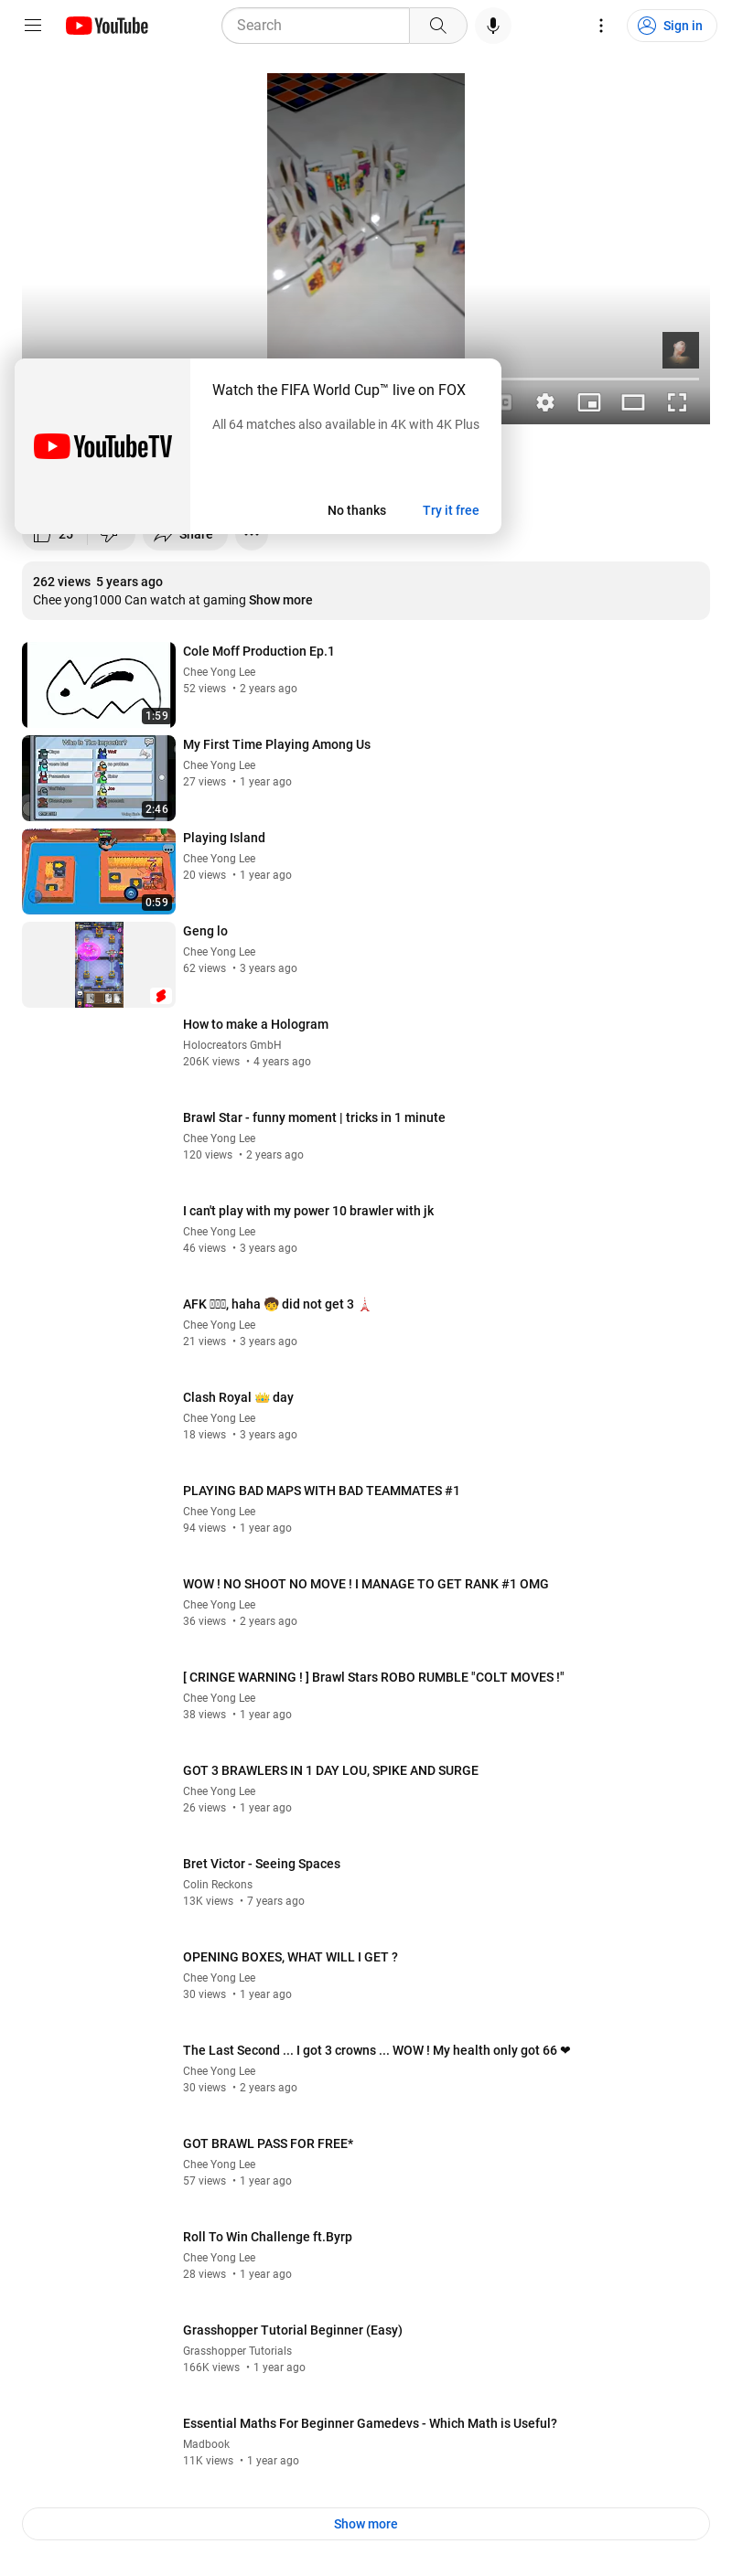 YouTube
Search
Sign in
Watch the FIFA World Cup™ live on FOX
All 64 matches also available in 4K with 4K Plus
YouTubeTV
No thanks
Try it free
25
Share
262 views 5 years ago
Chee yong1000 Can watch at gaming Show more
Cole Moff Production Ep.1
Chee Yong Lee
52 views • 2 years ago
1:59
My First Time Playing Among Us
Chee Yong Lee
27 views • 1 year ago
2:46
Playing Island
Chee Yong Lee
20 views • 1 year ago
0:59
Geng lo
Chee Yong Lee
62 views • 3 years ago
How to make a Hologram
Holocreators GmbH
206K views • 4 years ago
Brawl Star - funny moment | tricks in 1 minute
Chee Yong Lee
120 views • 2 years ago
I can't play with my power 10 brawler with jk
Chee Yong Lee
46 views • 3 years ago
AFK , haha 🧒 did not get 3 🗼
Chee Yong Lee
21 views • 3 years ago
Clash Royal 👑 day
Chee Yong Lee
18 views • 3 years ago
PLAYING BAD MAPS WITH BAD TEAMMATES #1
Chee Yong Lee
94 views • 1 year ago
WOW ! NO SHOOT NO MOVE ! I MANAGE TO GET RANK #1 OMG
Chee Yong Lee
36 views • 2 years ago
[ CRINGE WARNING ! ] Brawl Stars ROBO RUMBLE "COLT MOVES !"
Chee Yong Lee
38 views • 1 year ago
GOT 3 BRAWLERS IN 1 DAY LOU, SPIKE AND SURGE
Chee Yong Lee
26 views • 1 year ago
Bret Victor - Seeing Spaces
Colin Reckons
13K views • 7 years ago
OPENING BOXES, WHAT WILL I GET ?
Chee Yong Lee
30 views • 1 year ago
The Last Second ... I got 3 crowns ... WOW ! My health only got 66 ❤
Chee Yong Lee
30 views • 2 years ago
GOT BRAWL PASS FOR FREE*
Chee Yong Lee
57 views • 1 year ago
Roll To Win Challenge ft.Byrp
Chee Yong Lee
28 views • 1 year ago
Grasshopper Tutorial Beginner (Easy)
Grasshopper Tutorials
166K views • 1 year ago
Essential Maths For Beginner Gamedevs - Which Math is Useful?
Madbook
11K views • 1 year ago
Show more